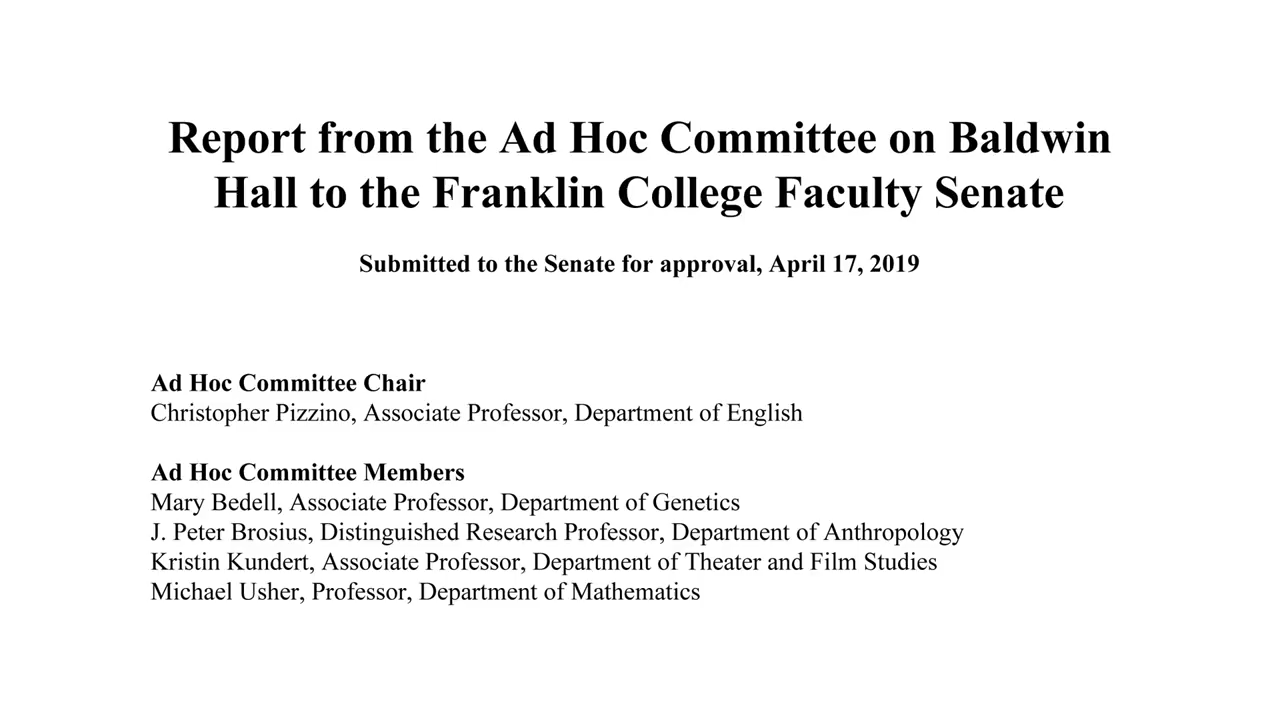 Report from the Ad Hoc Committee on Baldwin
Hall to the Franklin College Faculty Senate
Submitted to the Senate for approval, April 17, 2019
Ad Hoc Committee Chair
Christopher Pizzino, Associate Professor, Department of English
Ad Hoc Committee Members
Mary Bedell, Associate Professor, Department of Genetics
J. Peter Brosius, Distinguished Research Professor, Department of Anthropology
Kristin Kundert, Associate Professor, Department of Theater and Film Studies
Michael Usher, Professor, Department of Mathematics